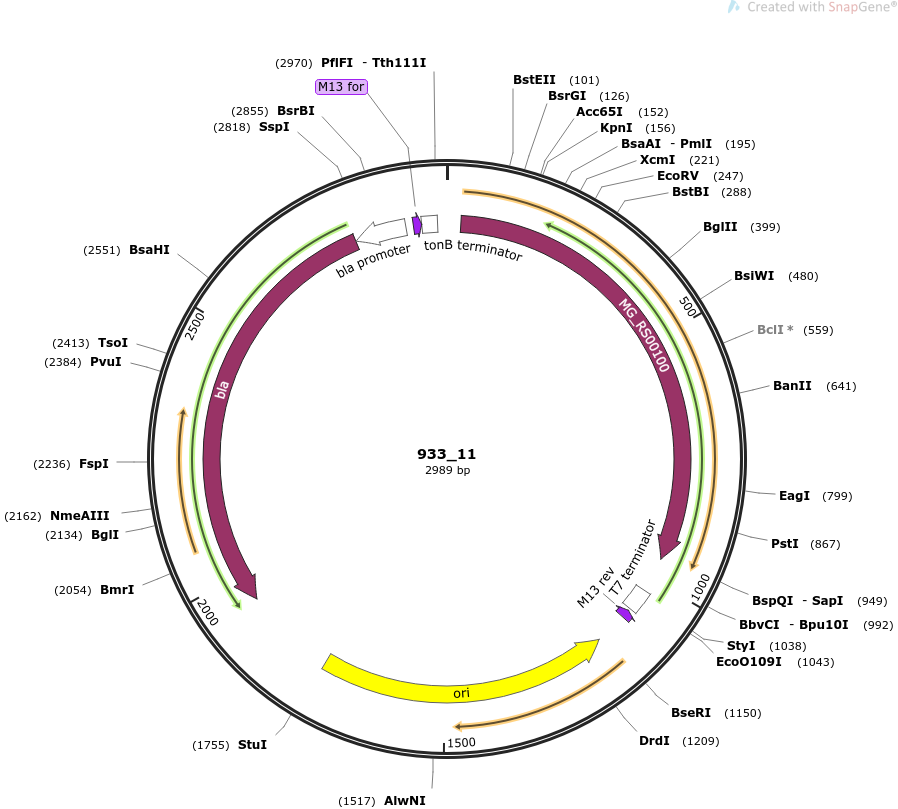 Created with SnapGene®
(2970) PflFI - Tth111I
M13 for
(2855) BsrBI
(2818) SspI
BstEII (101)
BsrGI (126)
Acc65I (152)
KpnI (156)
BsaAI - PmlI (195)
XcmI (221)
EcoRV (247)
BstBI (288)
BglII (399)
BsiWI (480)
BclI * (559)
BanII (641)
EagI (799)
PstI (867)
BspQI - SapI (949)
BbvCI - Bpu10I (992)
StyI (1038)
EcoO109I (1043)
BseRI (1150)
DrdI (1209)
(1517) AlwNI
(1755) StuI
(2054) BmrI
(2134) BglI
(2162) NmeAIII
(2236) FspI
(2384) PvuI
(2413) TsoI
(2551) BsaHI
bla promoter
tonB terminator
MG_RS00100
500
1000
1500
2000
2500
bla
T7 terminator
M13 rev
ori
933_11
2989 bp